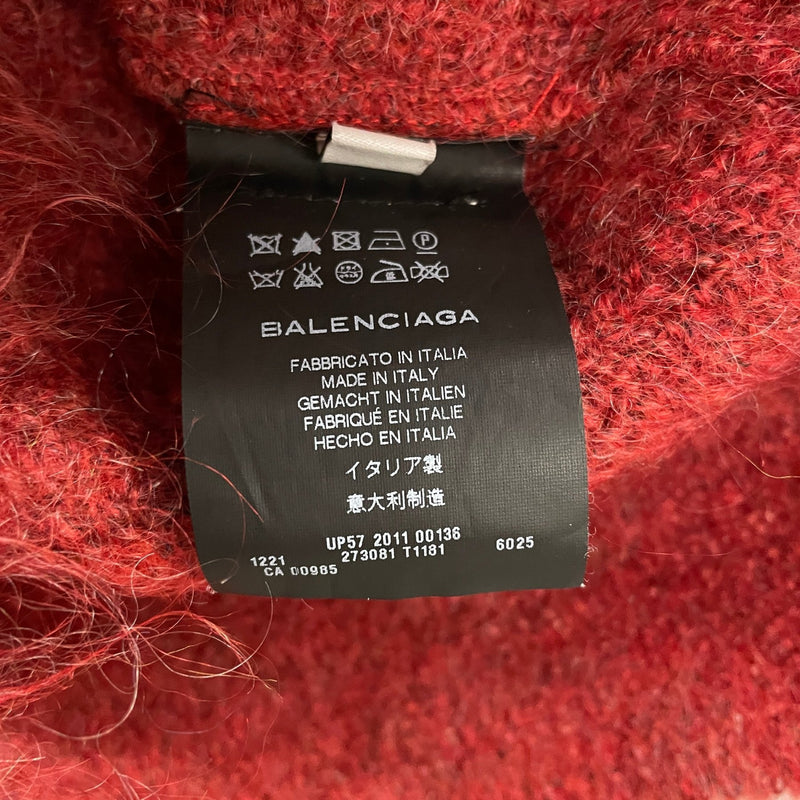 P
BALENCIAGA
FABBRICATO IN ITALIA
MADE IN ITALY
GEMACHT IN ITALIEN
FABRIQUÉ EN ITALIE
HECHO EN ITALIA
イタリア製
意大利制造
UP57 2011 00136
1221 273081 T1181 6025
CA 00985